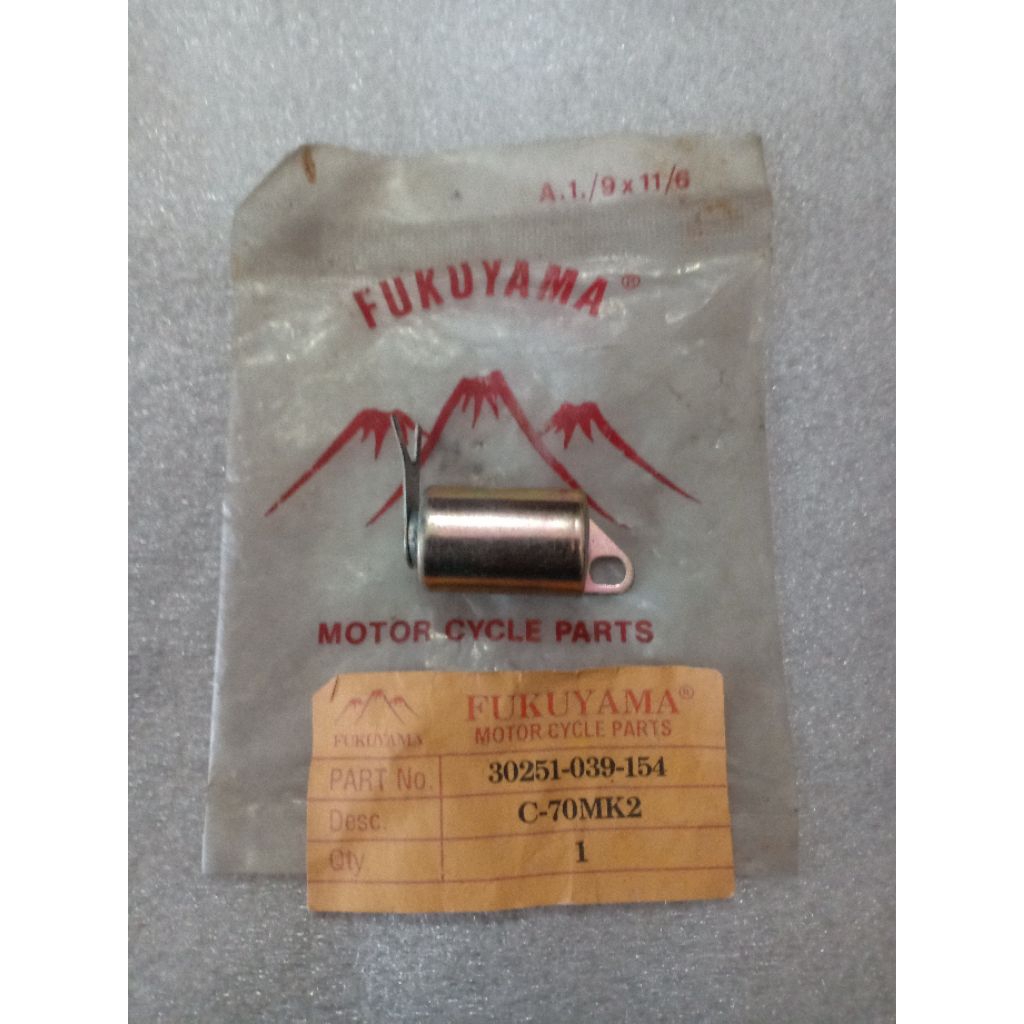 A.1./9 x 11/6
FUKUYAMA®
MOTOR CYCLE PARTS
FUKUYAMA
FUKUYAMA®
MOTOR CYCLE PARTS
PART No. 30251-039-154
Desc. C-70MK2
Qty 1